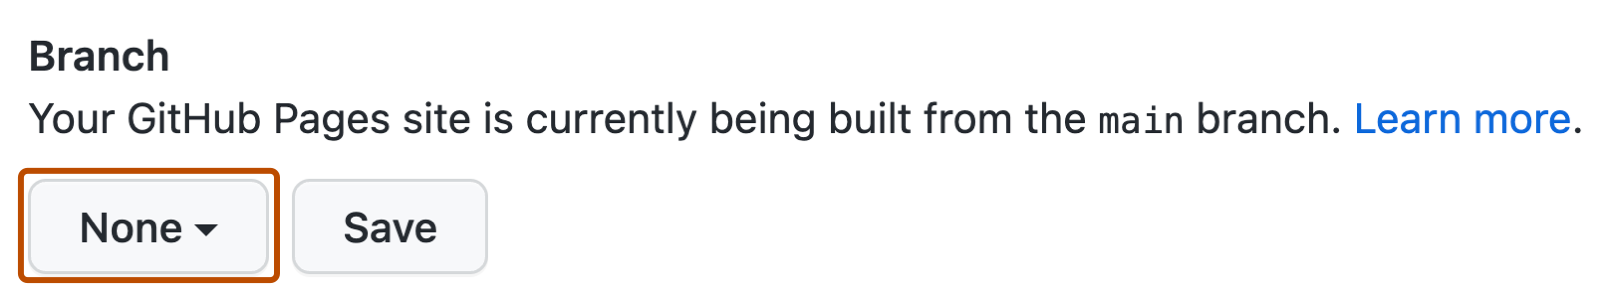 Branch
Your GitHub Pages site is currently being built from the main branch. Learn more.
None Save